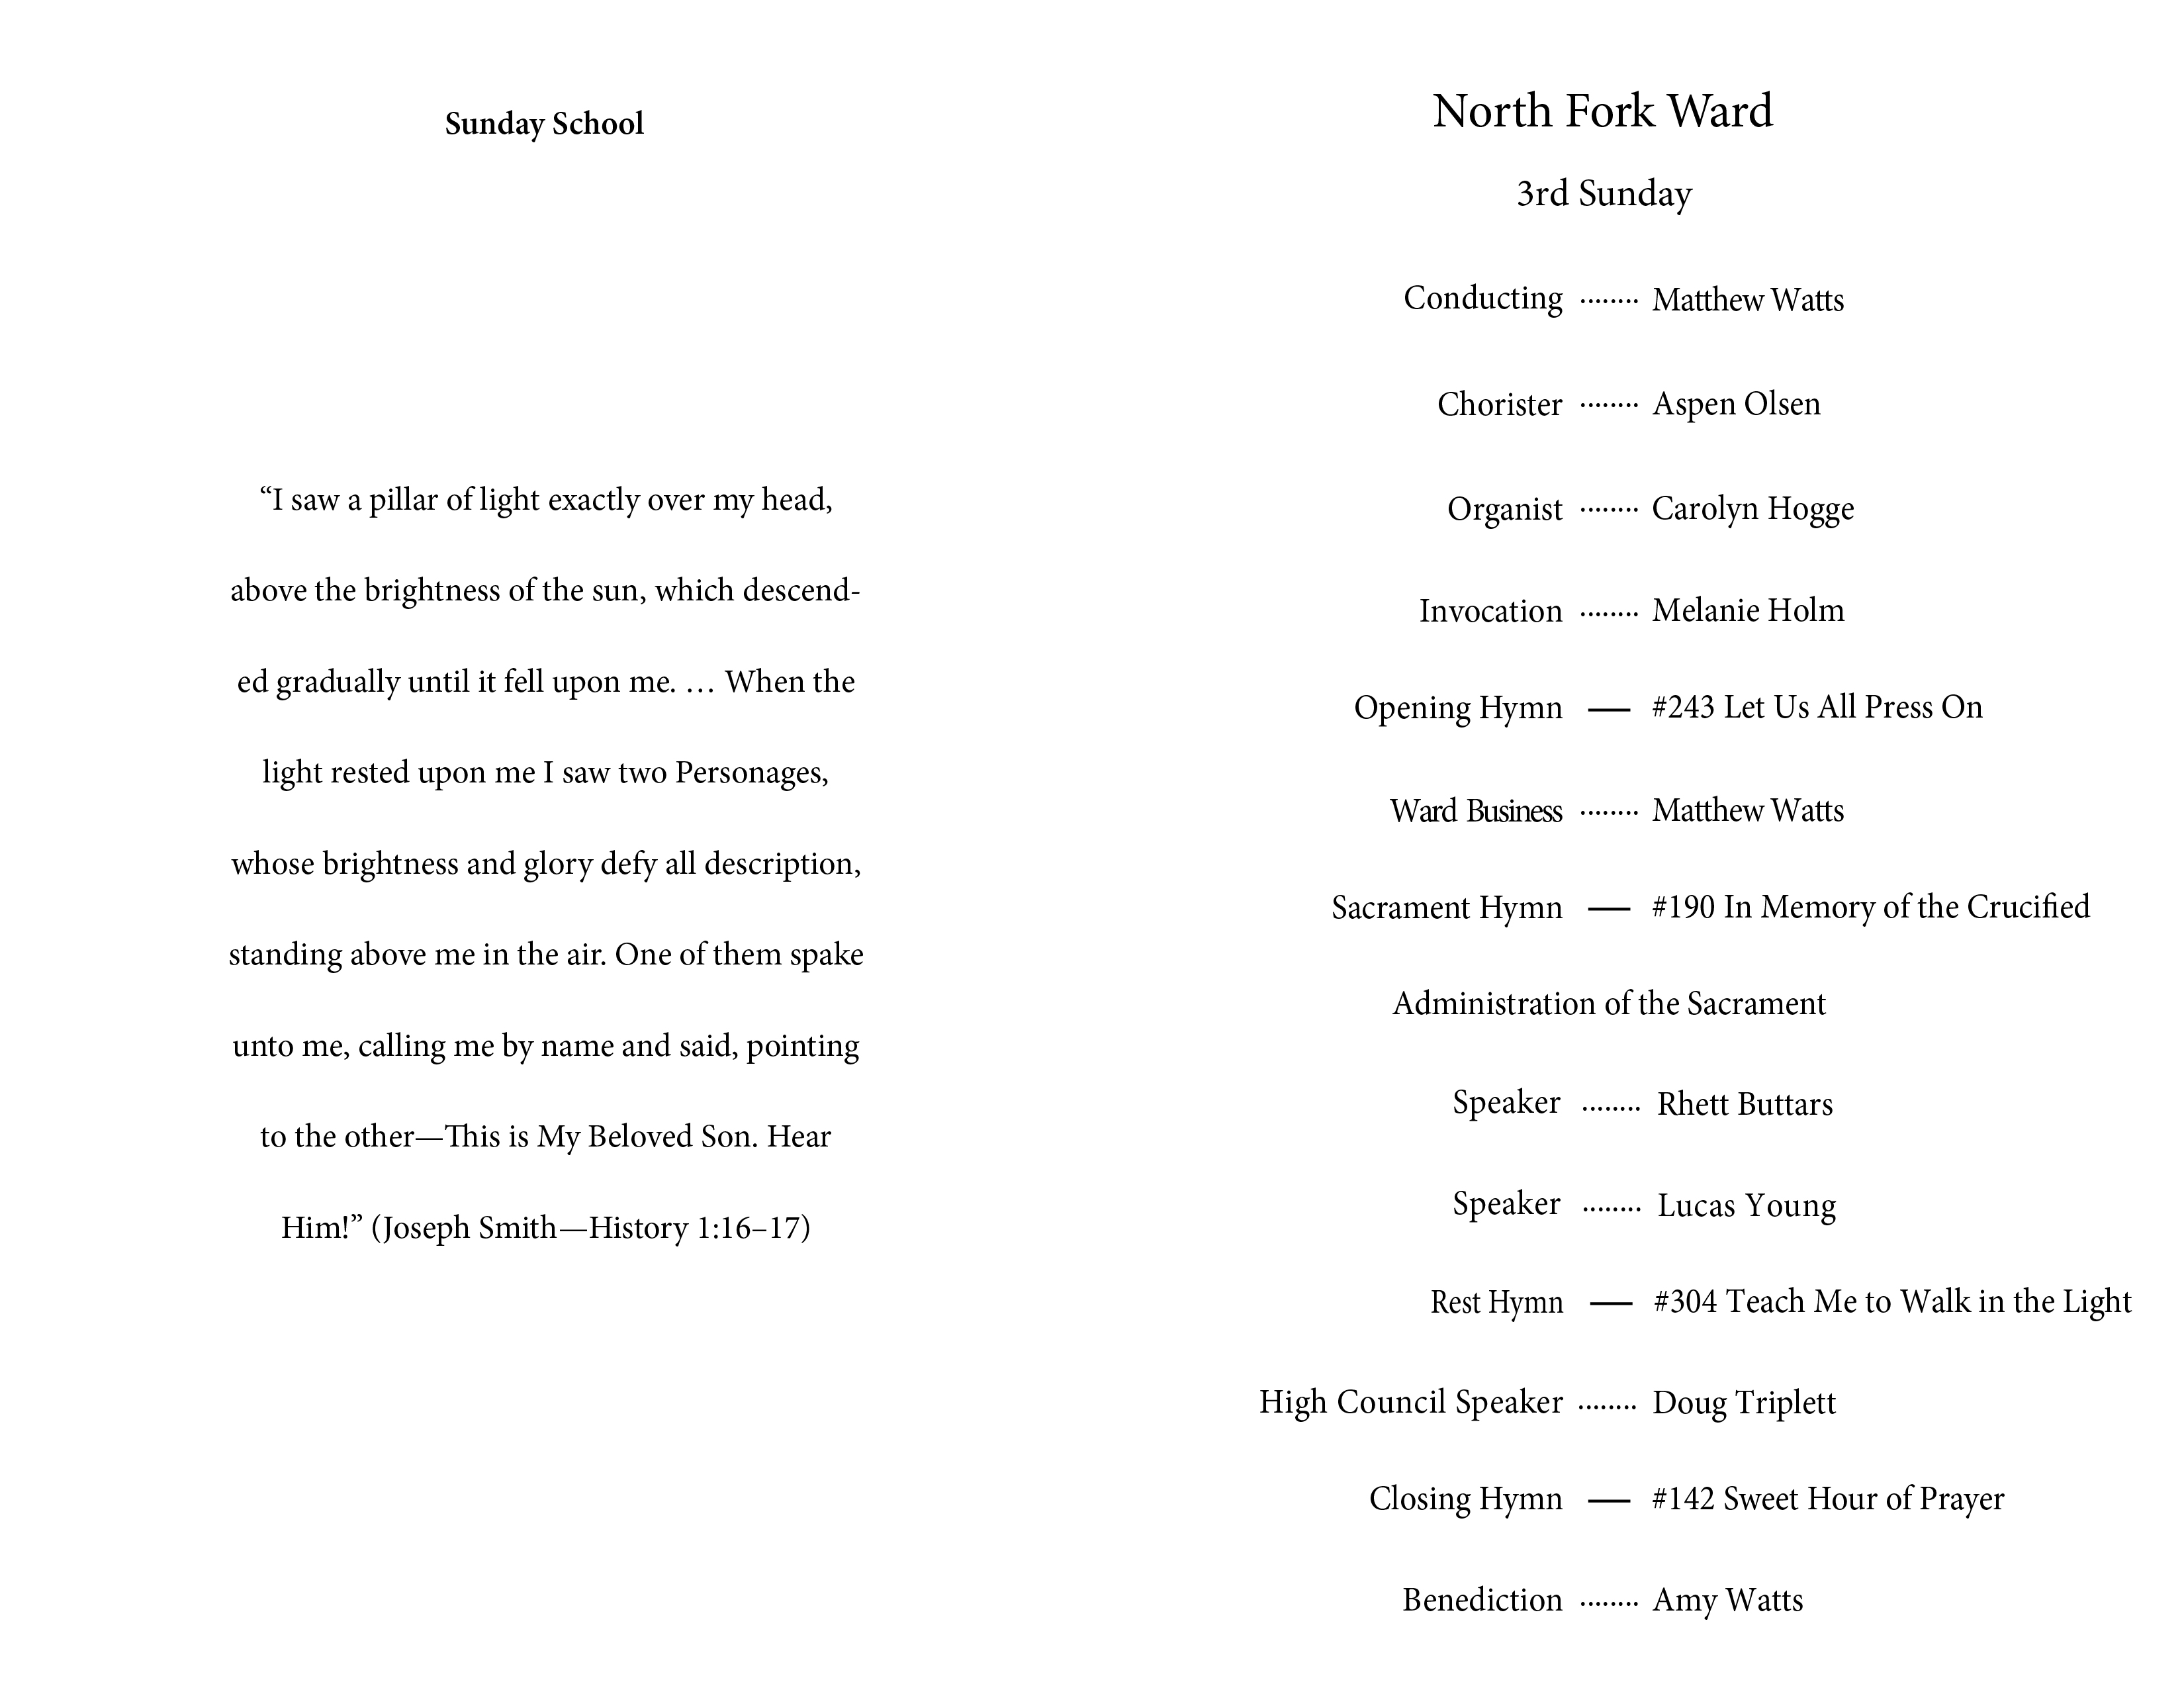 Sunday School
“I saw a pillar of light exactly over my head,
above the brightness of the sun, which descend-
ed gradually until it fell upon me. … When the
light rested upon me I saw two Personages,
whose brightness and glory defy all description,
standing above me in the air. One of them spake
unto me, calling me by name and said, pointing
to the other—This is My Beloved Son. Hear
Him!” (Joseph Smith—History 1:16–17)
North Fork Ward
3rd Sunday
Conducting ........ Matthew Watts
Chorister ........ Aspen Olsen
Organist ........ Carolyn Hogge
Invocation ........ Melanie Holm
Opening Hymn — #243 Let Us All Press On
Ward Business ........ Matthew Watts
Sacrament Hymn — #190 In Memory of the Crucified
Administration of the Sacrament
Speaker ........ Rhett Buttars
Speaker ........ Lucas Young
Rest Hymn — #304 Teach Me to Walk in the Light
High Council Speaker ........ Doug Triplett
Closing Hymn — #142 Sweet Hour of Prayer
Benediction ........ Amy Watts